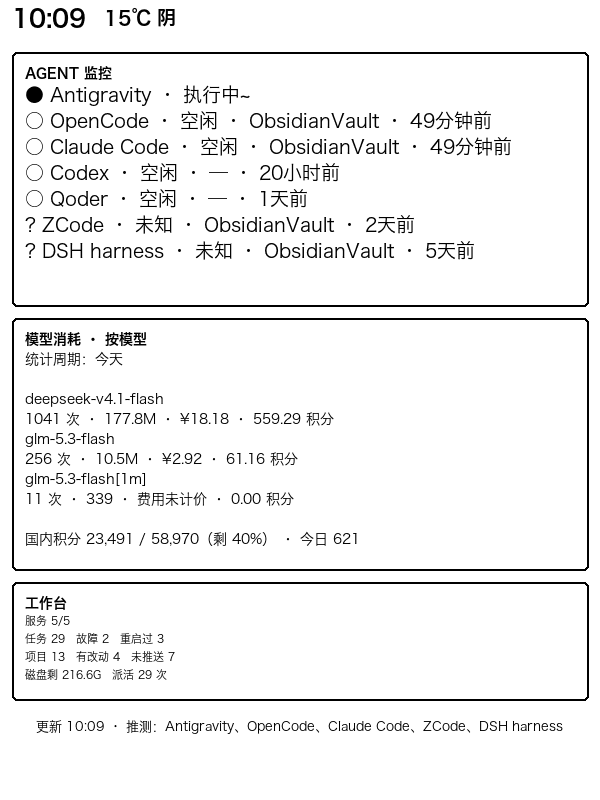 10:09 15℃ 阴
AGENT 监控
● Antigravity · 执行中~
○ OpenCode · 空闲 · ObsidianVault · 49分钟前
○ Claude Code · 空闲 · ObsidianVault · 49分钟前
○ Codex · 空闲 · — · 20小时前
○ Qoder · 空闲 · — · 1天前
? ZCode · 未知 · ObsidianVault · 2天前
? DSH harness · 未知 · ObsidianVault · 5天前
模型消耗 · 按模型
统计周期：今天
deepseek-v4.1-flash
1041 次 · 177.8M · ¥18.18 · 559.29 积分
glm-5.3-flash
256 次 · 10.5M · ¥2.92 · 61.16 积分
glm-5.3-flash[1m]
11 次 · 339 · 费用未计价 · 0.00 积分
国内积分 23,491 / 58,970（剩 40%） · 今日 621
工作台
服务 5/5
任务 29 故障 2 重启过 3
项目 13 有改动 4 未推送 7
磁盘剩 216.6G 派活 29 次
更新 10:09 · 推测：Antigravity、OpenCode、Claude Code、ZCode、DSH harness